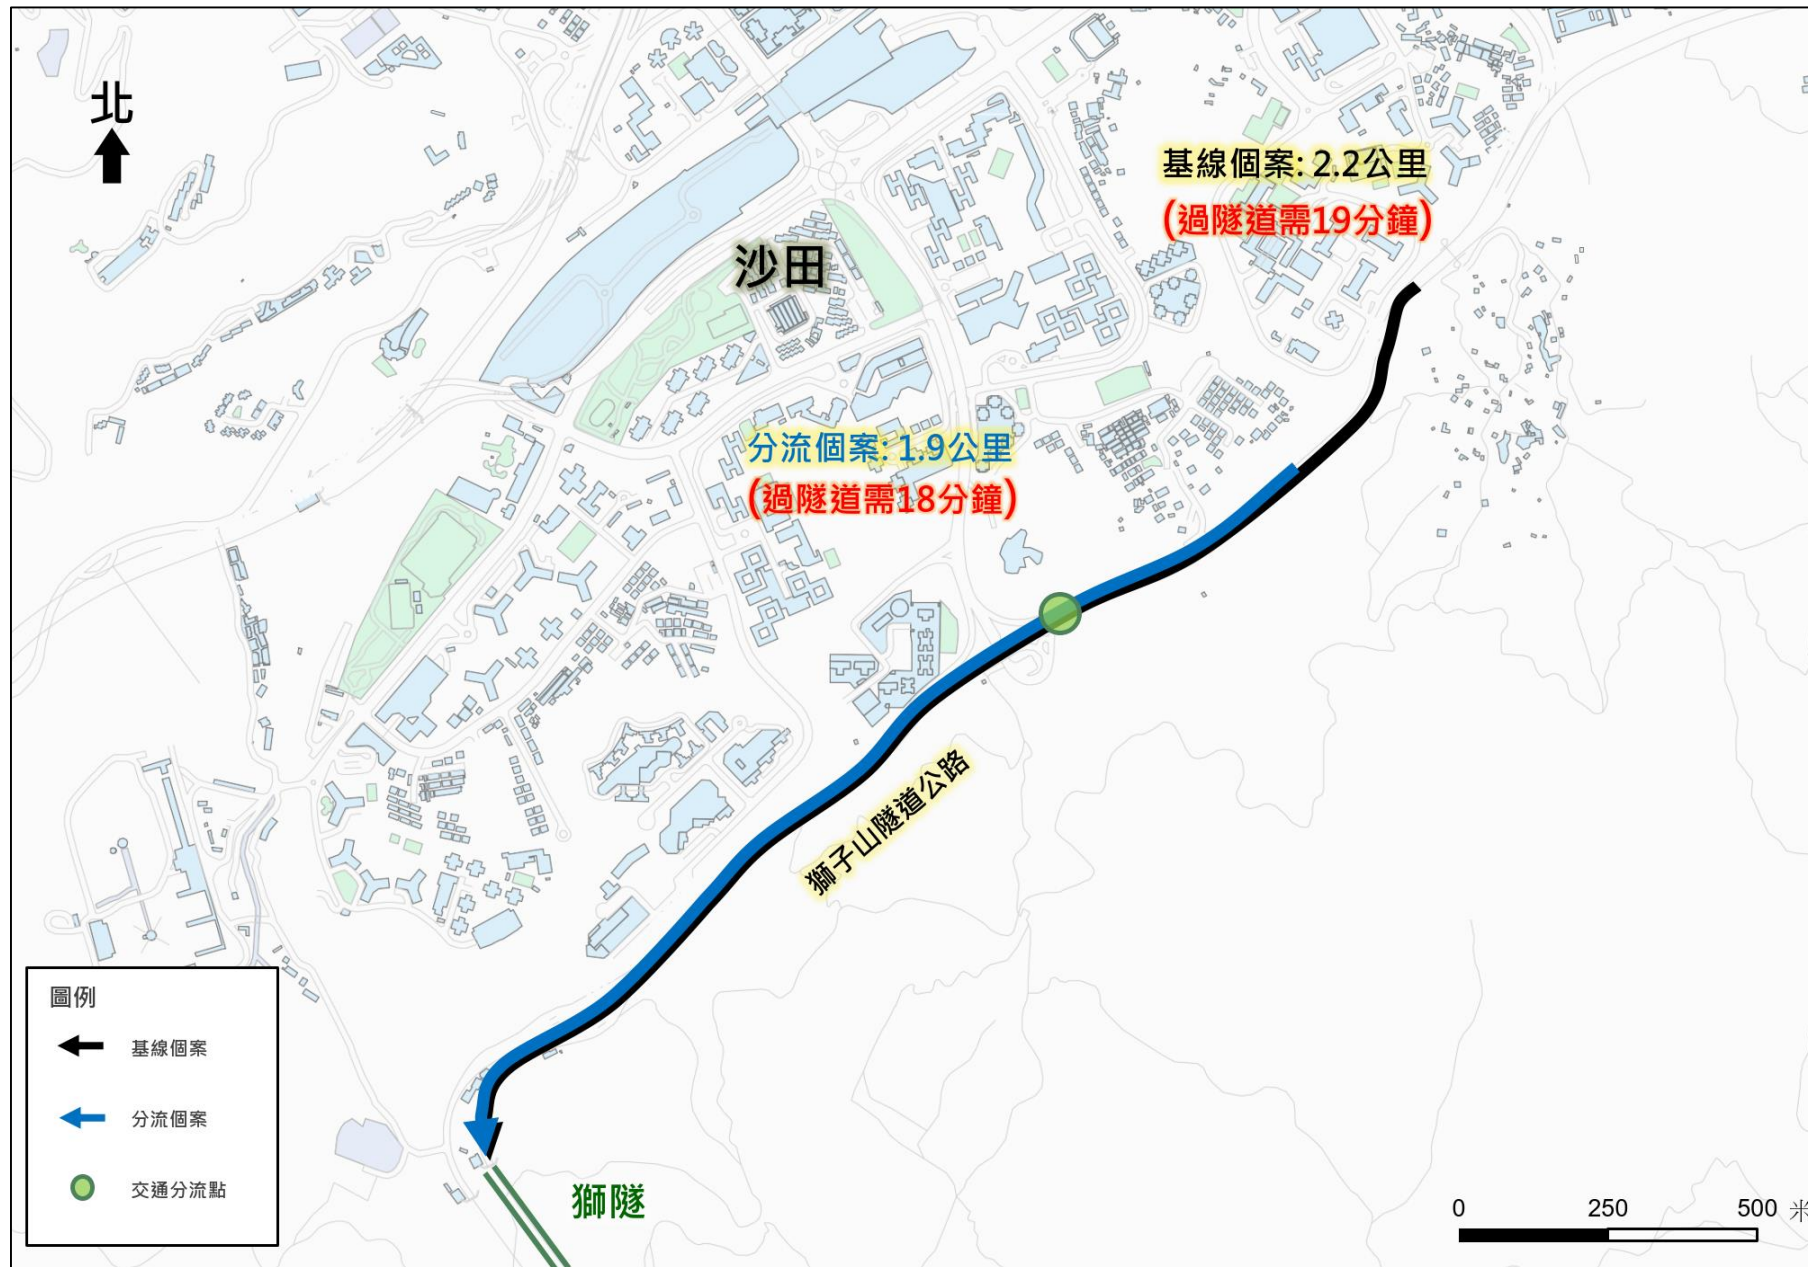 北
基線個案: 2.2公里
(過隧道需19分鐘)
沙田
分流個案: 1.9公里
(過隧道需18分鐘)
獅子山隧道公路
圖例
基線個案
分流個案
交通分流點
獅隧
0 250 500 米